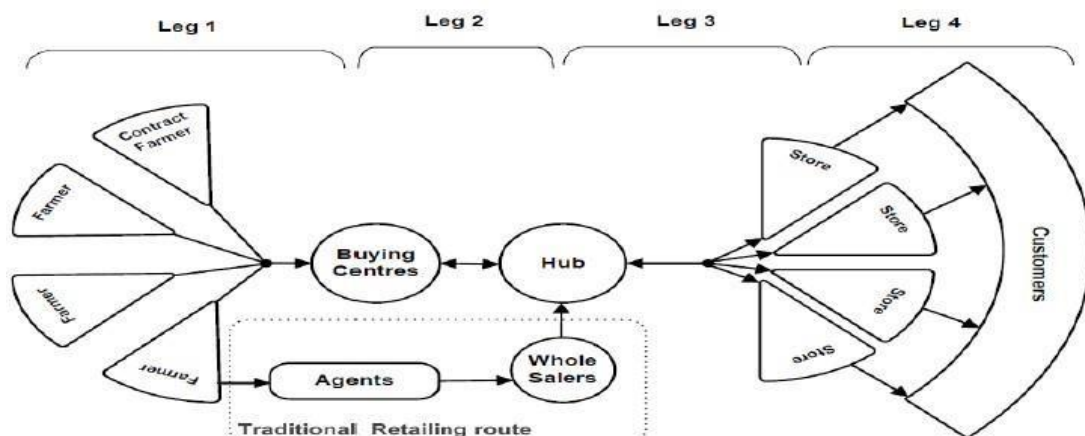 Leg 1
Leg 2
Leg 3
Leg 4
Contract
Farmer
Farmer
Farmer
Farmer
Buying
Centres
Hub
Agents
Whole
Salers
Traditional Retailing route
Store
Store
Store
Store
Customers